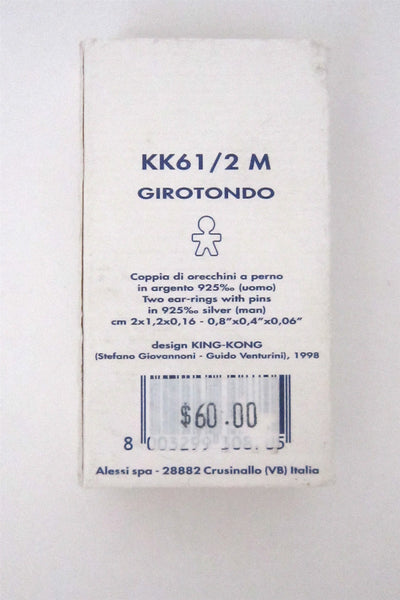 KK61/2 M
GIROTONDO
Coppia di orecchini a perno
in argento 925‰ (uomo)
Two ear-rings with pins
in 925‰ silver (man)
cm 2x1,2x0,16 - 0,8"x0,4"x0,06"
design KING-KONG
(Stefano Giovannoni - Guido Venturini), 1998
$60.00
8
Alessi spa - 28882 Crusinallo (VB) Italia